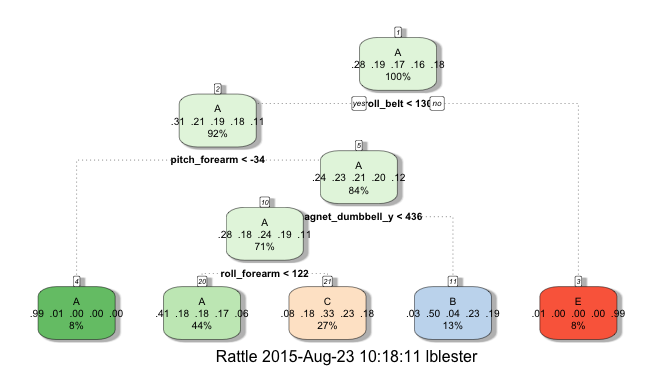 1
A
.28 .19 .17 .16 .18
100%
yes oll_belt < 130 no
2
A
.31 .21 .19 .18 .11
92%
pitch_forearm < -34
5
A
.24 .23 .21 .20 .12
84%
agnet_dumbbell_y < 436
10
A
.28 .18 .24 .19 .11
71%
roll_forearm < 122
4
A
.99 .01 .00 .00 .00
8%
20
A
.41 .18 .18 .17 .06
44%
21
C
.08 .18 .33 .23 .18
27%
11
B
.03 .50 .04 .23 .19
13%
3
E
.01 .00 .00 .00 .99
8%
Rattle 2015-Aug-23 10:18:11 lblester